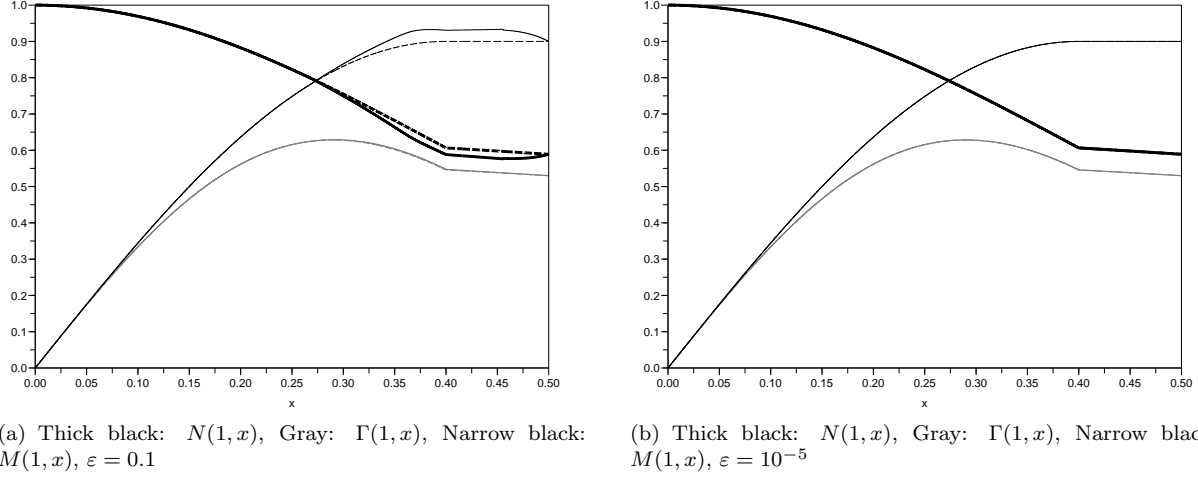 1.0
0.9
0.8
0.7
0.6
0.5
0.4
0.3
0.2
0.1
0.0
0.00 0.05 0.10 0.15 0.20 0.25 0.30 0.35 0.40 0.45 0.50
x
(a) Thick black: N(1, x), Gray: Γ(1, x), Narrow black:
M(1, x), ε = 0.1
1.0
0.9
0.8
0.7
0.6
0.5
0.4
0.3
0.2
0.1
0.0
0.00 0.05 0.10 0.15 0.20 0.25 0.30 0.35 0.40 0.45 0.50
x
(b) Thick black: N(1, x), Gray: Γ(1, x), Narrow blac
M(1, x), ε = 10⁻⁵